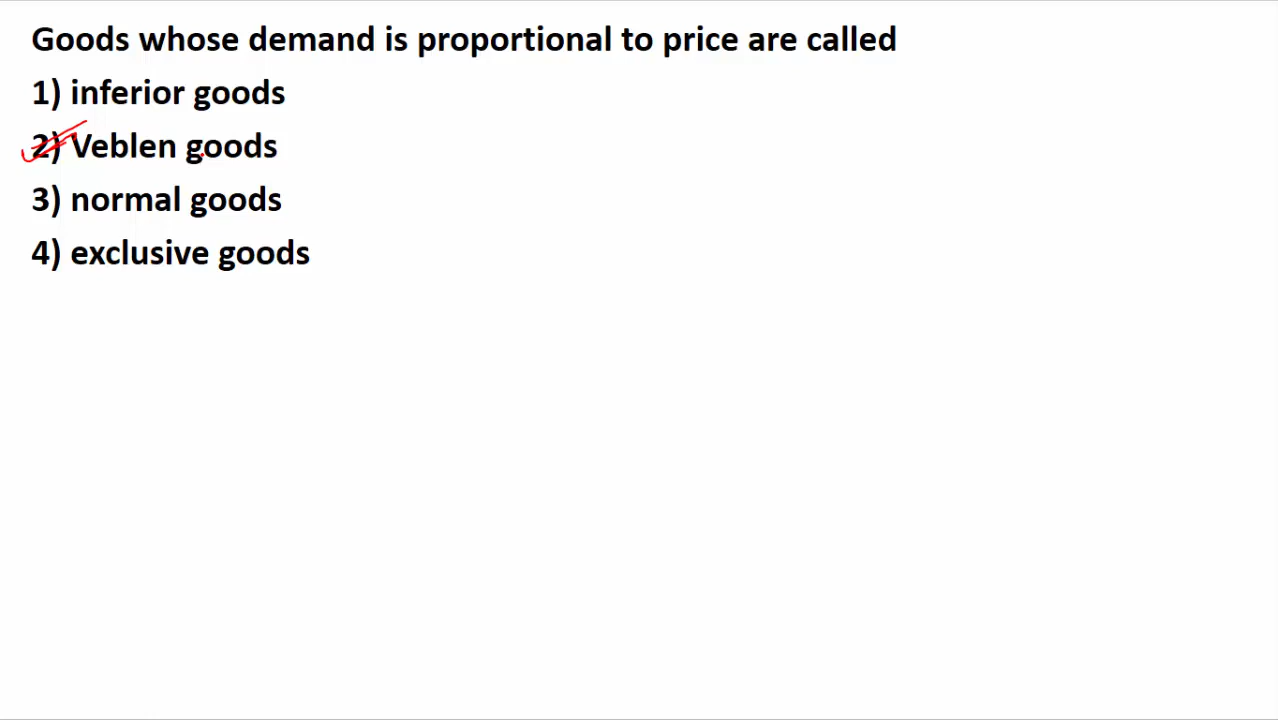 Goods whose demand is proportional to price are called
1) inferior goods
2) Veblen goods
3) normal goods
4) exclusive goods